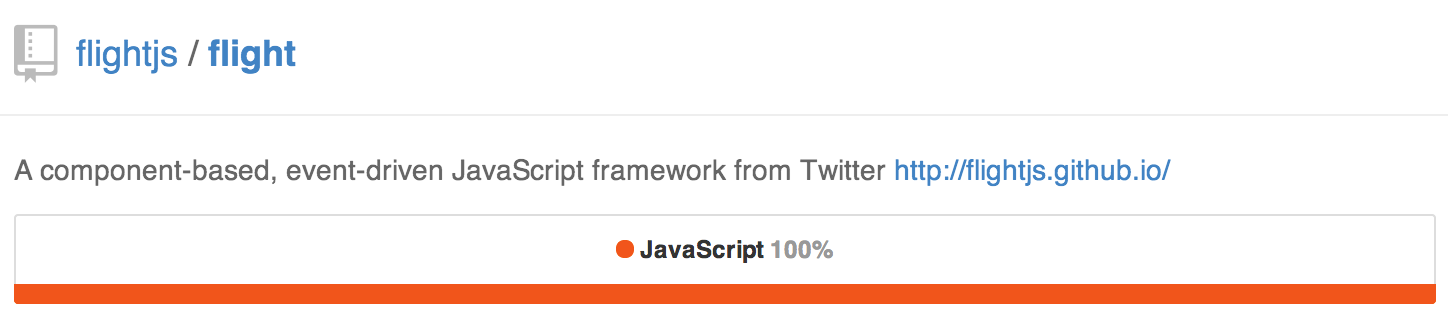 flightjs / flight
A component-based, event-driven JavaScript framework from Twitter http://flightjs.github.io/
JavaScript 100%